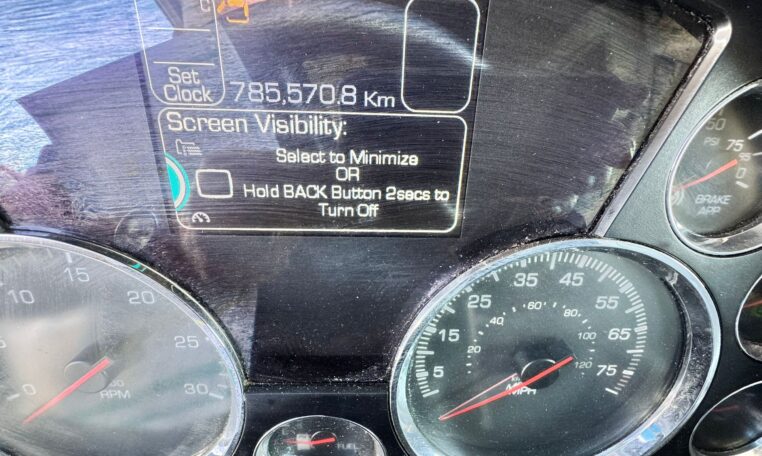 C
Set
Clock
785,570.8 Km
Screen Visibility:
Select to Minimize
OR
Hold BACK Button 2secs to
Turn Off
50
75
PSI
0
BRAKE
APP
0
10
15
20
25
30
RPM
5
15
25
35
45
55
65
75
20
40
60
80
100
120
MPH
FUEL